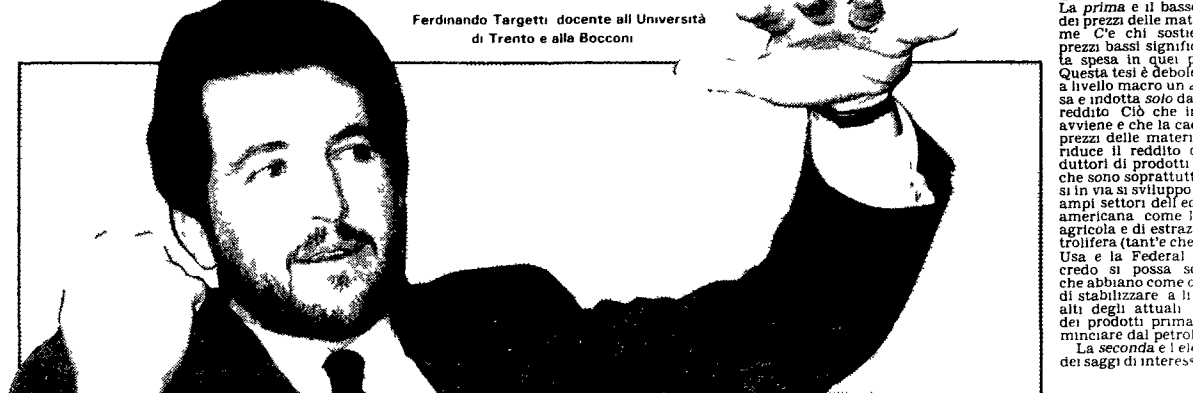 Ferdinando Targetti docente all Università
di Trento e alla Bocconi
La prima e il basso
dei prezzi delle mat
me C'e chi sostie
prezzi bassi signifi
ta spesa in quei p
Questa tesi è debole
a livello macro un
sa e indotta solo da
reddito Ciò che i
avviene e che la ca
prezzi delle materi
riduce il reddito d
duttori di prodotti
che sono soprattutt
si in via si sviluppo
ampi settori dell ec
americana come l
agricola e di estraz
trolifera (tant'e che
Usa e la Federal
credo si possa so
che abbiano come o
di stabilizzare a li
alti degli attuali
dei prodotti prima
minciare dal petrol
La seconda e l ele
dei saggi di interess